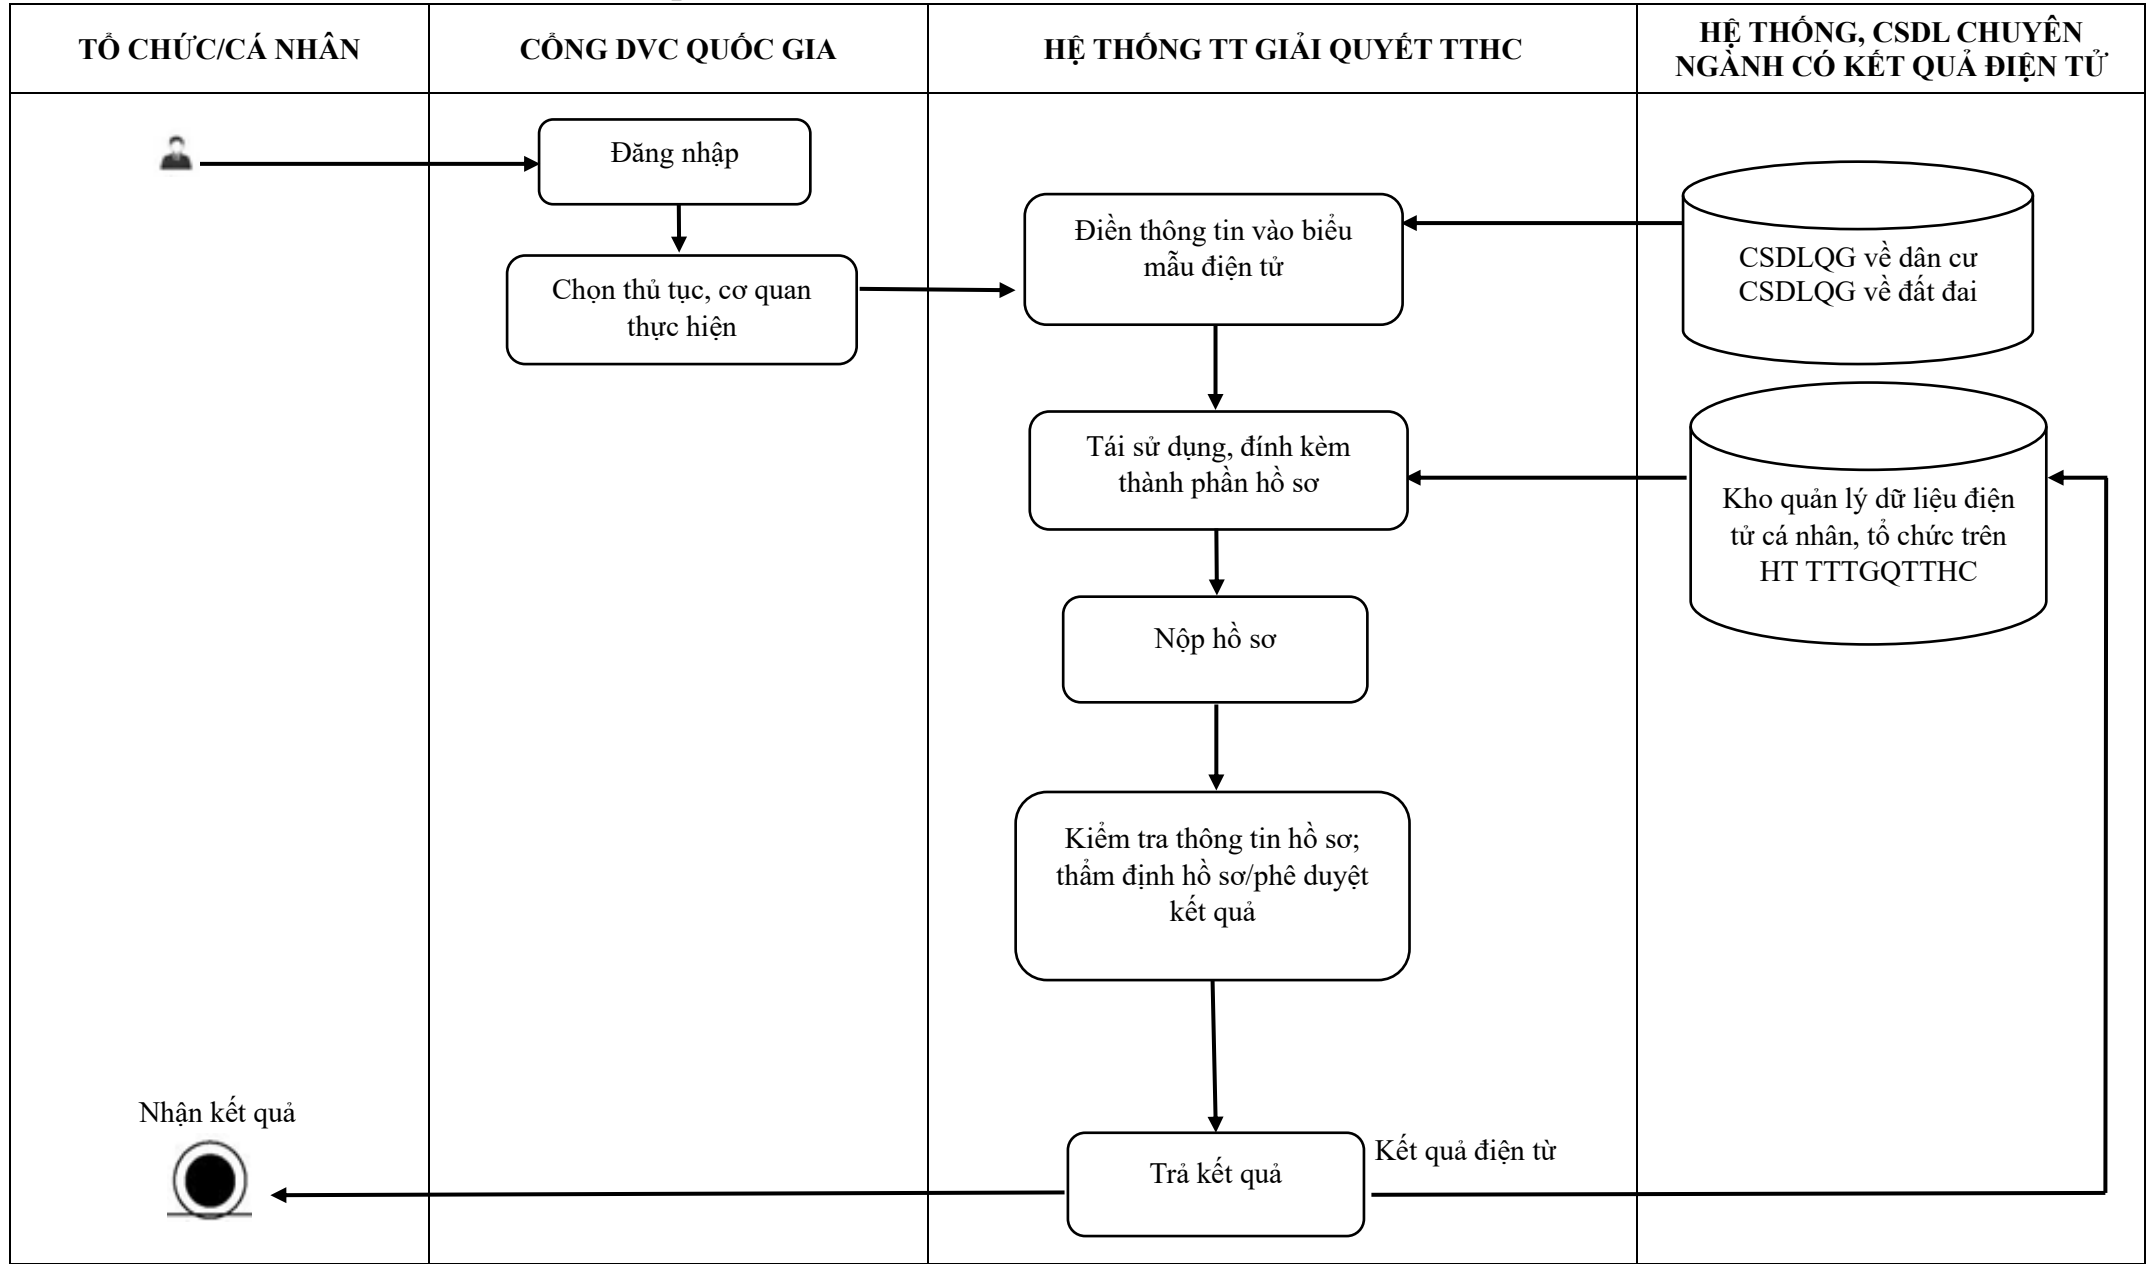 TỔ CHỨC/CÁ NHÂN
CỔNG DVC QUỐC GIA
HỆ THỐNG TT GIẢI QUYẾT TTHC
HỆ THỐNG, CSDL CHUYÊN
NGÀNH CÓ KẾT QUẢ ĐIỆN TỬ
Đăng nhập
Chọn thủ tục, cơ quan
thực hiện
Điền thông tin vào biểu
mẫu điện tử
CSDLQG về dân cư
CSDLQG về đất đai
Tái sử dụng, đính kèm
thành phần hồ sơ
Kho quản lý dữ liệu điện
tử cá nhân, tổ chức trên
HT TTTGQTTHC
Nộp hồ sơ
Kiểm tra thông tin hồ sơ;
thẩm định hồ sơ/phê duyệt
kết quả
Nhận kết quả
Trả kết quả
Kết quả điện từ